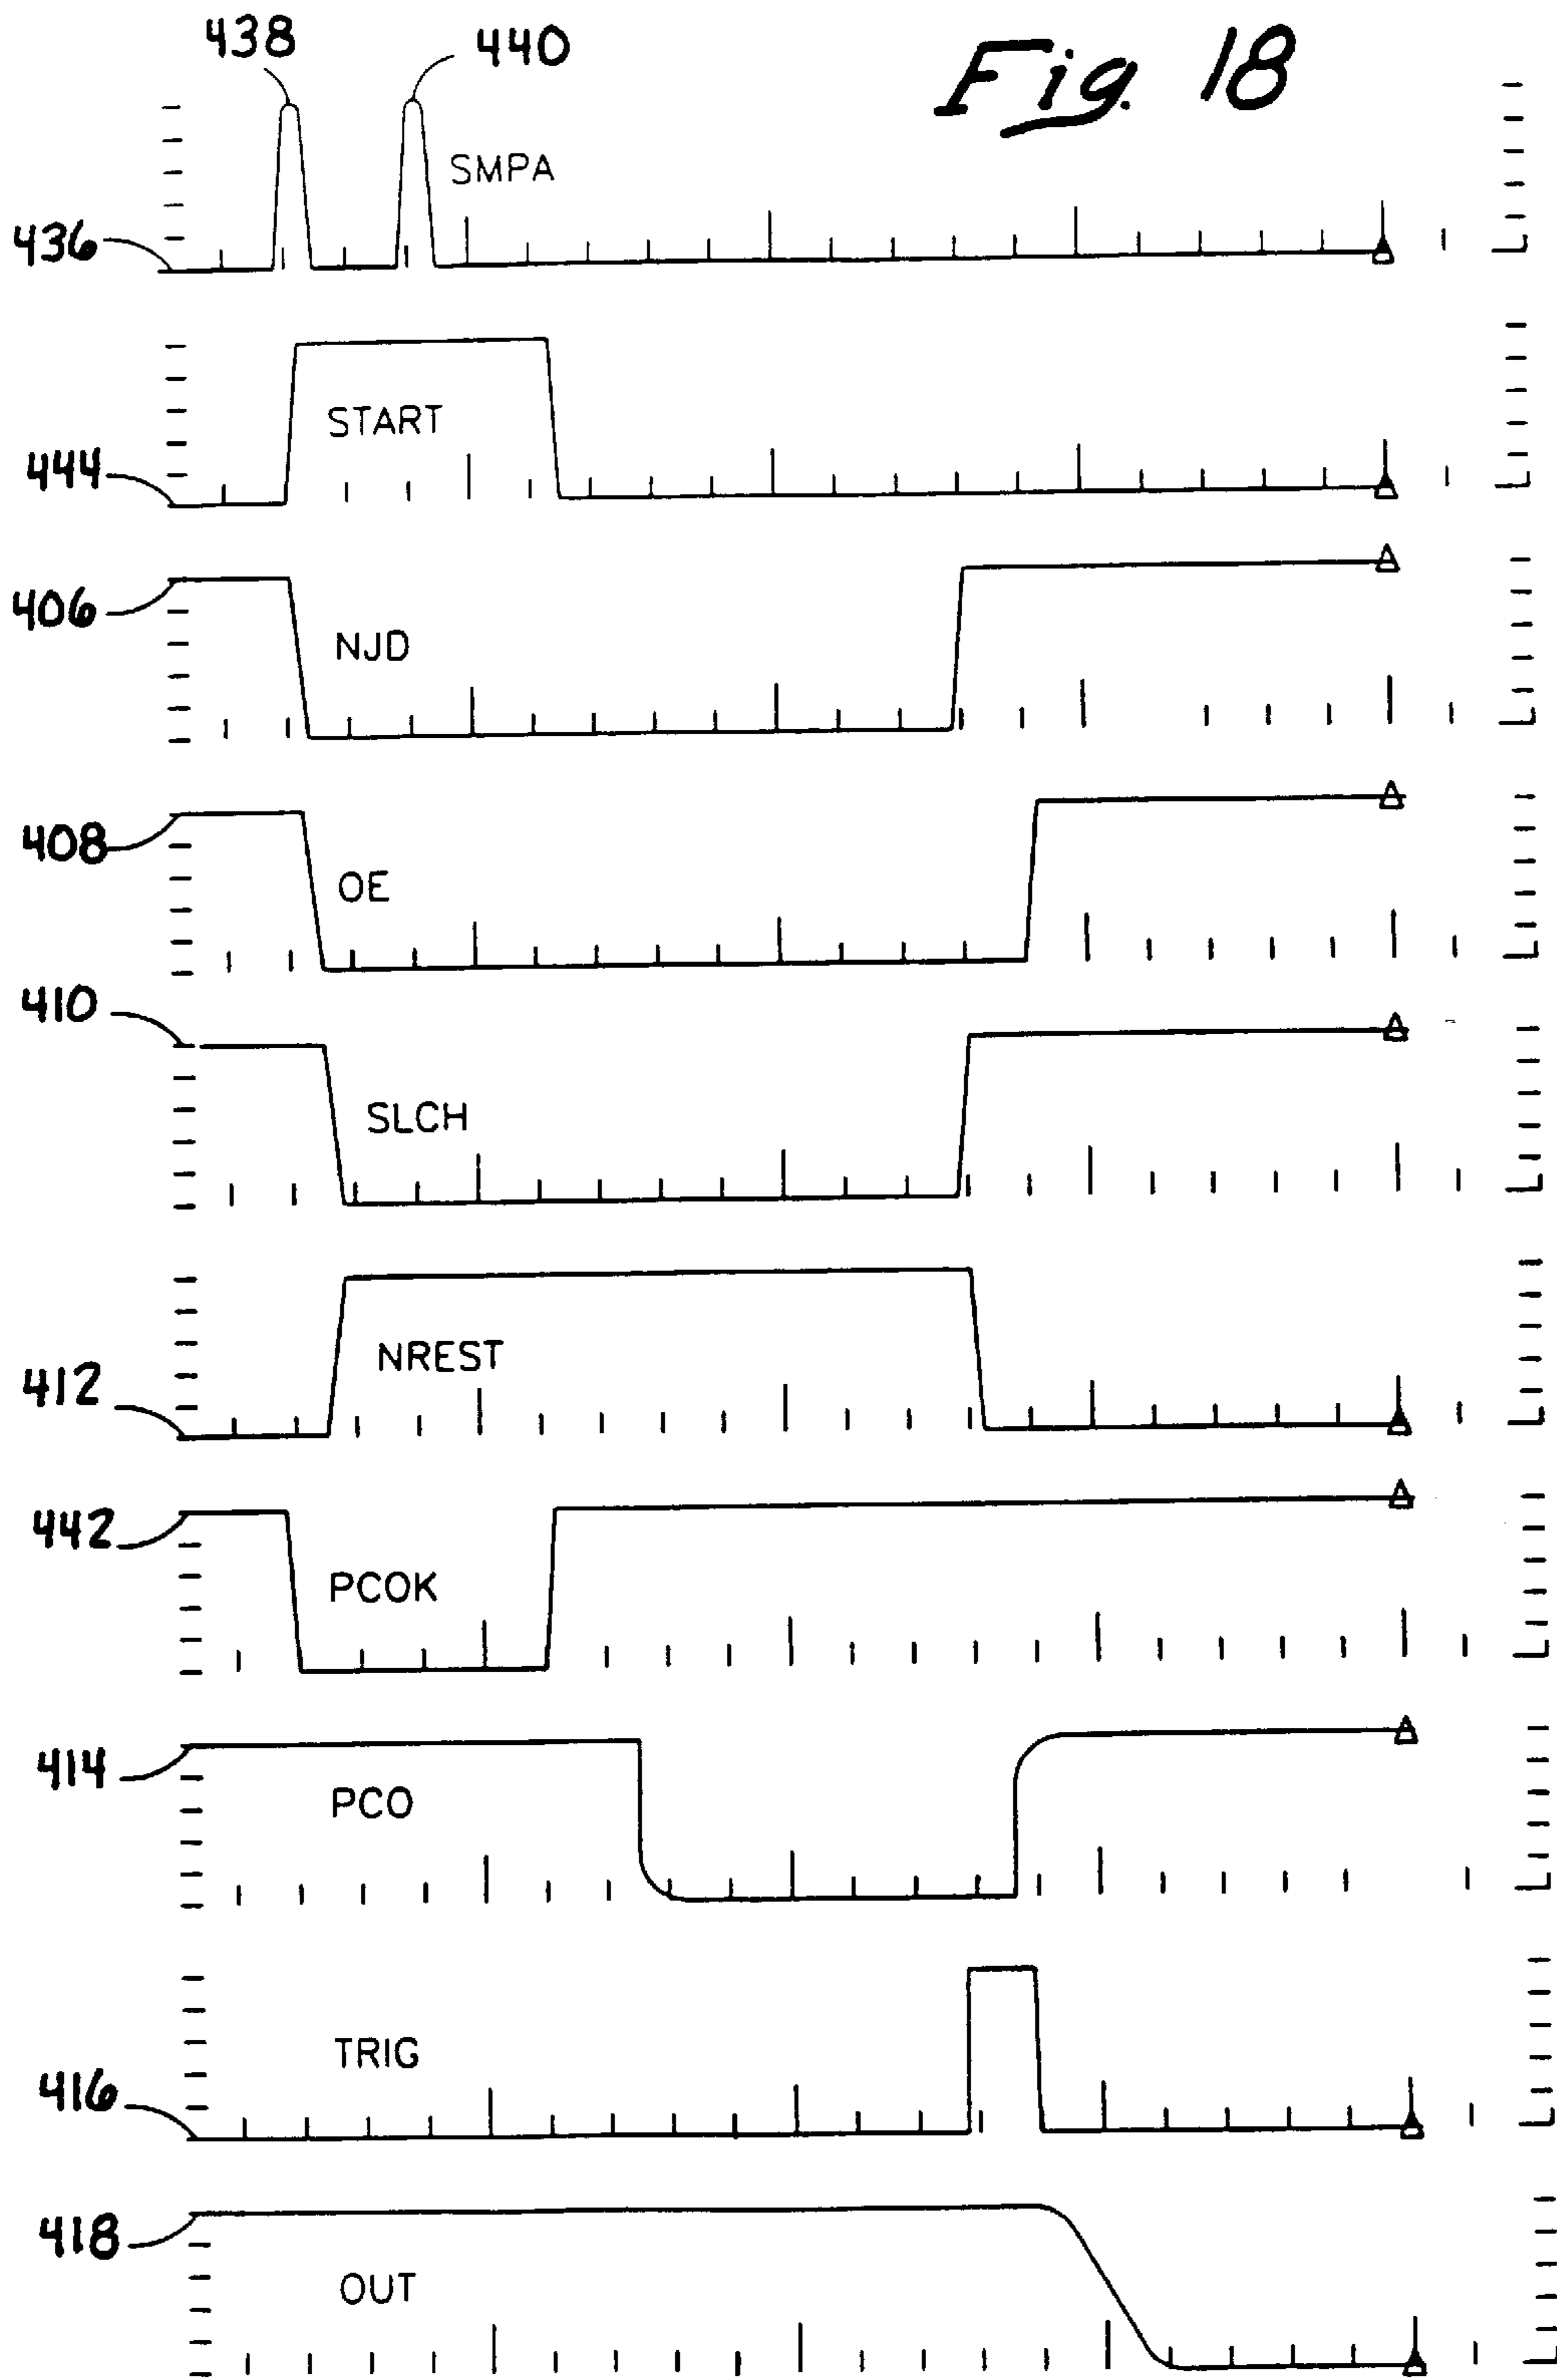 438
440
Fig. 18
SMPA
436
START
444
406
NJD
408
OE
410
SLCH
NREST
412
442
PCOK
414
PCO
TRIG
416
418
OUT